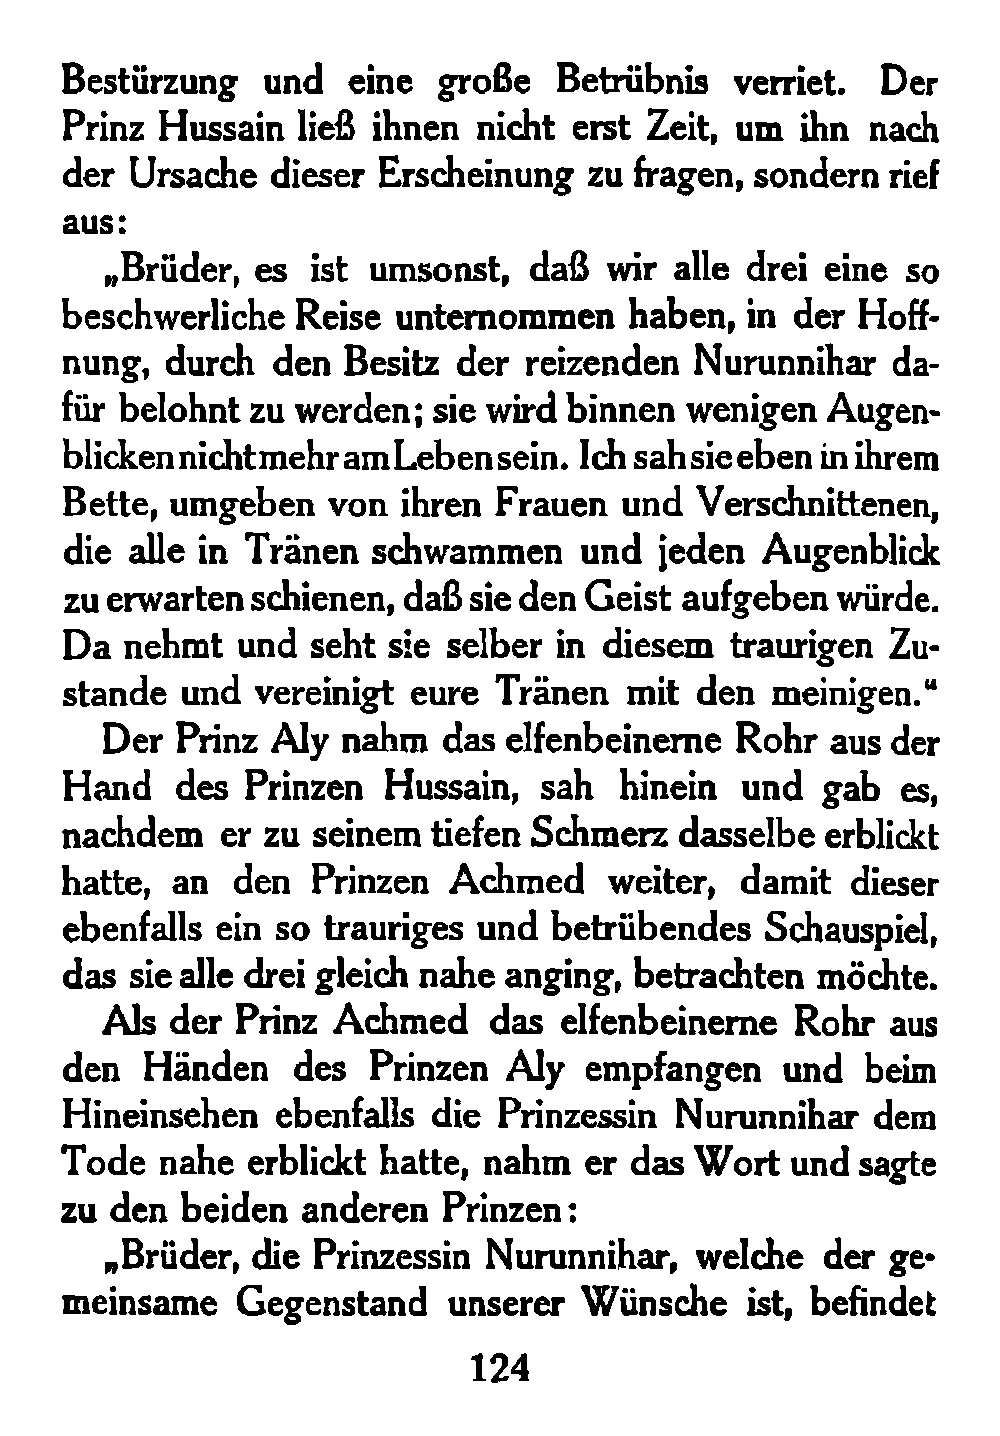 Bestürzung und eine große Betrübnis verriet. Der
Prinz Hussain ließ ihnen nicht erst Zeit, um ihn nach
der Ursache dieser Erscheinung zu fragen, sondern rief
aus:
„Brüder, es ist umsonst, daß wir alle drei eine so
beschwerliche Reise unternommen haben, in der Hoff-
nung, durch den Besitz der reizenden Nurunnihar da-
für belohnt zu werden; sie wird binnen wenigen Augen-
blicken nicht mehr am Leben sein. Ich sah sie eben in ihrem
Bette, umgeben von ihren Frauen und Verschnittenen,
die alle in Tränen schwammen und jeden Augenblick
zu erwarten schienen, daß sie den Geist aufgeben würde.
Da nehmt und seht sie selber in diesem traurigen Zu-
stande und vereinigt eure Tränen mit den meinigen.“
Der Prinz Aly nahm das elfenbeinerne Rohr aus der
Hand des Prinzen Hussain, sah hinein und gab es,
nachdem er zu seinem tiefen Schmerz dasselbe erblickt
hatte, an den Prinzen Achmed weiter, damit dieser
ebenfalls ein so trauriges und betrübendes Schauspiel,
das sie alle drei gleich nahe anging, betrachten möchte.
Als der Prinz Achmed das elfenbeinerne Rohr aus
den Händen des Prinzen Aly empfangen und beim
Hineinsehen ebenfalls die Prinzessin Nurunnihar dem
Tode nahe erblickt hatte, nahm er das Wort und sagte
zu den beiden anderen Prinzen:
„Brüder, die Prinzessin Nurunnihar, welche der ge-
meinsame Gegenstand unserer Wünsche ist, befindet
124